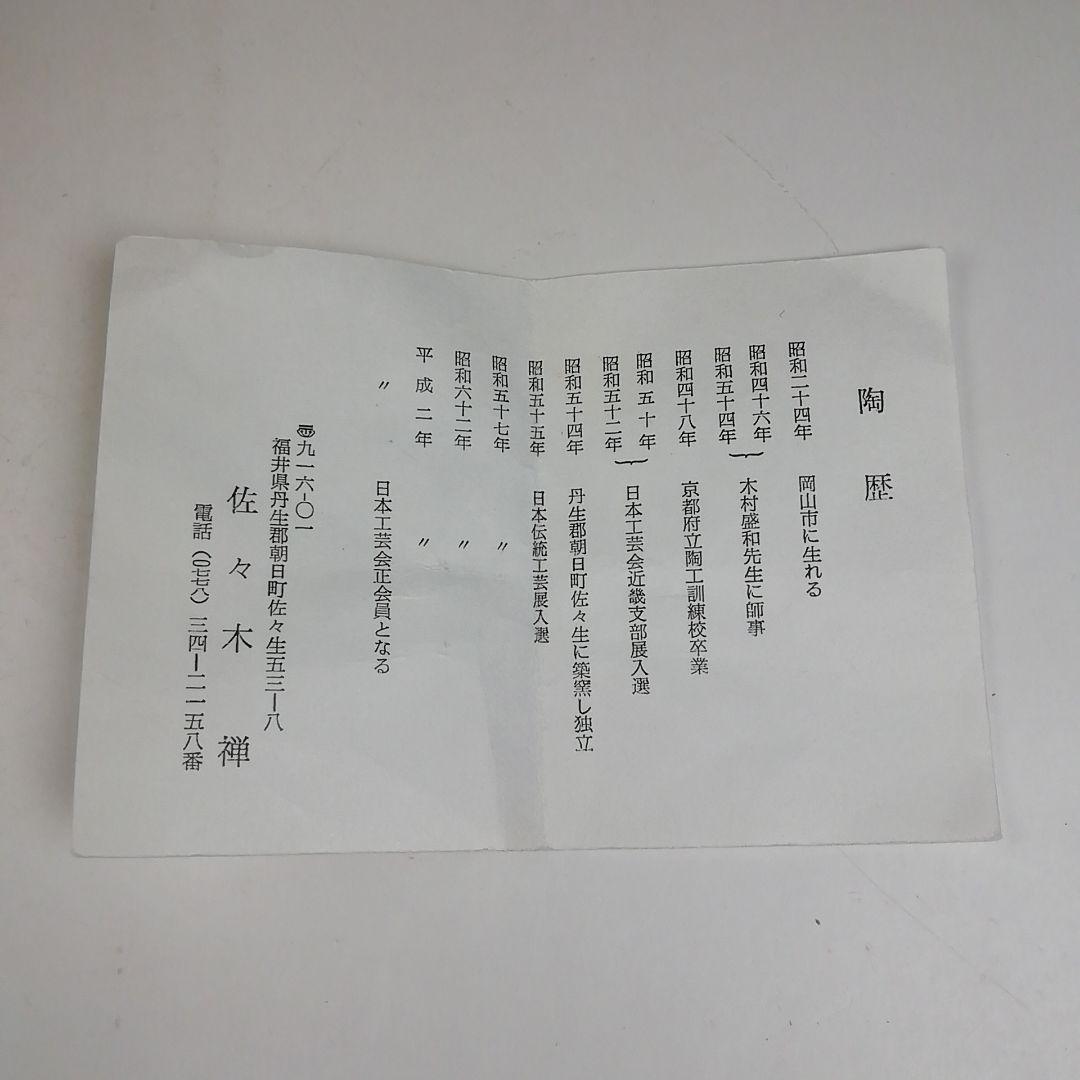 陶歴
昭和二十四年 岡山市に生れる
昭和四十六年
昭和五十四年 } 木村盛和先生に師事
昭和四十八年 京都府立陶工訓練校卒業
昭和五十年
昭和五十二年 } 日本工芸会近畿支部展入選
昭和五十四年 丹生郡朝日町佐々生に築窯し独立
昭和五十五年 日本伝統工芸展入選
昭和五十七年 〃
昭和六十二年 〃
平成二年 〃
〃 日本工芸会正会員となる
〠九一六-〇一
福井県丹生郡朝日町佐々生五三-八
佐々木 禅
電話(〇七七八)三四-二一五八番